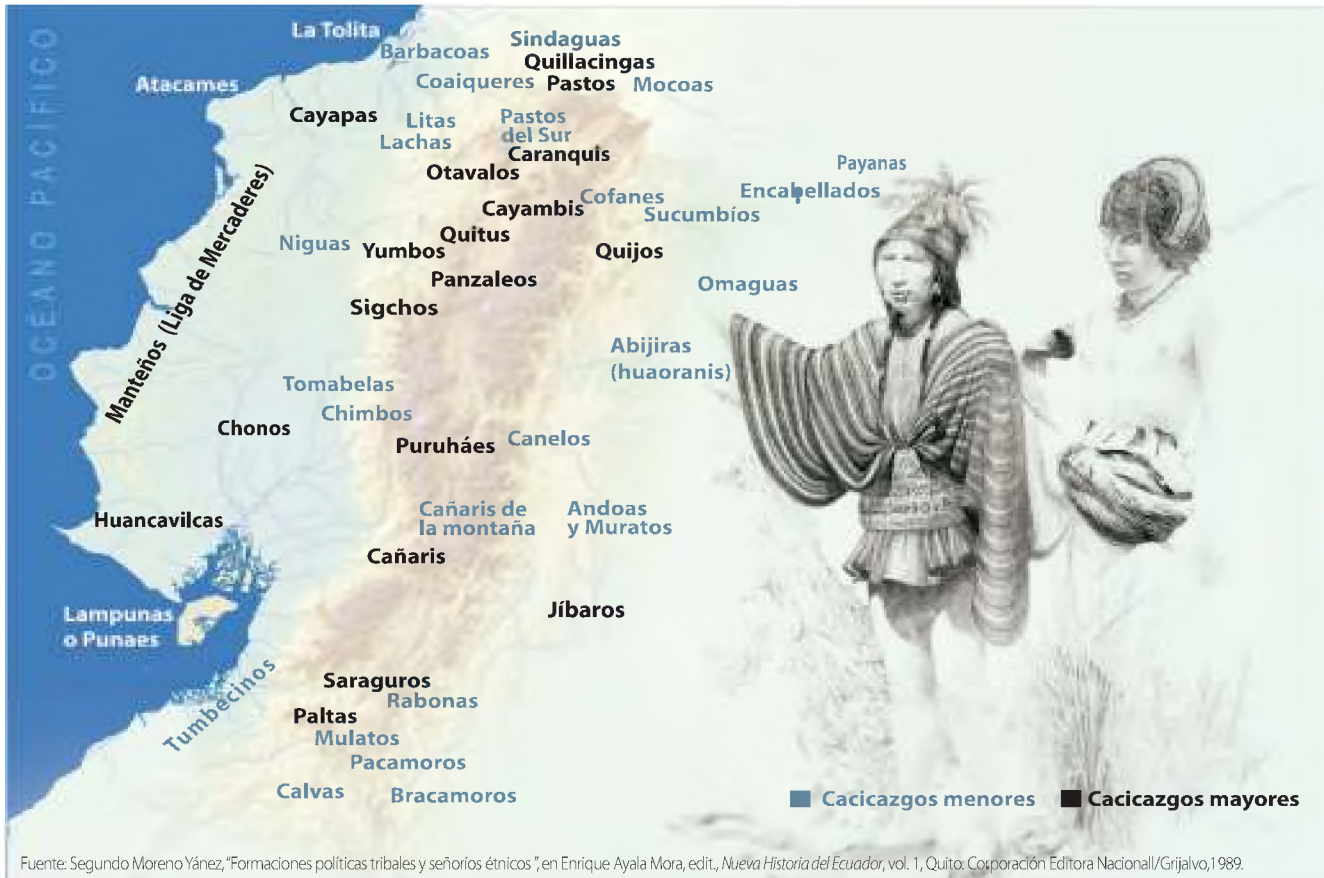 OCÉANO PACÍFICO
La Tolita
Barbacoas
Sindaguas
Quillacingas
Atacames
Coaiqueres
Pastos
Mocoas
Cayapas
Litas
Pastos
del Sur
Lachas
Caranquis
Otavalos
Payanas
Encabellados
Cofanes
Cayambis
Sucumbíos
Manteños (Liga de Mercaderes)
Niguas
Quitus
Yumbos
Quijos
Panzaleos
Omaguas
Sigchos
Abijiras
(huaoranis)
Tomabelas
Chimbos
Chonos
Puruháes
Canelos
Cañaris de
la montaña
Andoas
y Muratos
Huancavilcas
Cañaris
Jíbaros
Lampunas
o Punaes
Tumbecinos
Saraguros
Rabonas
Paltas
Mulatos
Pacamoros
Calvas
Bracamoros
Cacicazgos menores
Cacicazgos mayores
Fuente: Segundo Moreno Yánez, “Formaciones políticas tribales y señoríos étnicos ”, en Enrique Ayala Mora, edit., Nueva Historia del Ecuador, vol. 1, Quito: Corporación Editora Nacionall/Grijalvo,1989.